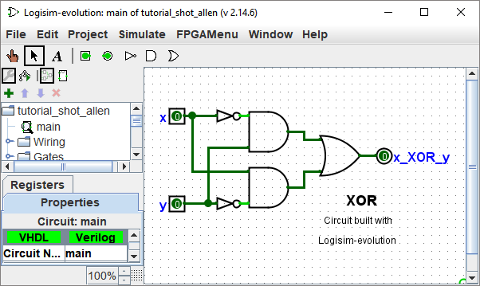 Logisim-evolution: main of tutorial_shot_allen (v 2.14.6)
File Edit Project Simulate FPGAMenu Window Help
A
tutorial_shot_allen
main
Wiring
Gates
Registers
Properties
Circuit: main
VHDL Verilog
Circuit N... main
100%
x 0
y 0
0 x_XOR_y
XOR
Circuit built with
Logisim-evolution